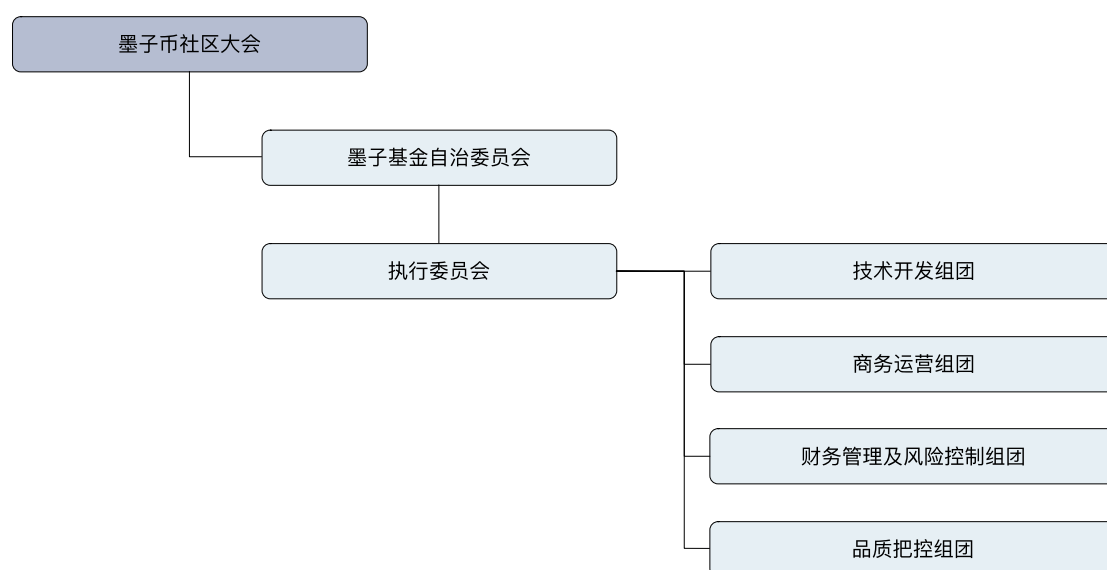 墨子币社区大会
墨子基金自治委员会
执行委员会
技术开发组团
商务运营组团
财务管理及风险控制组团
品质把控组团